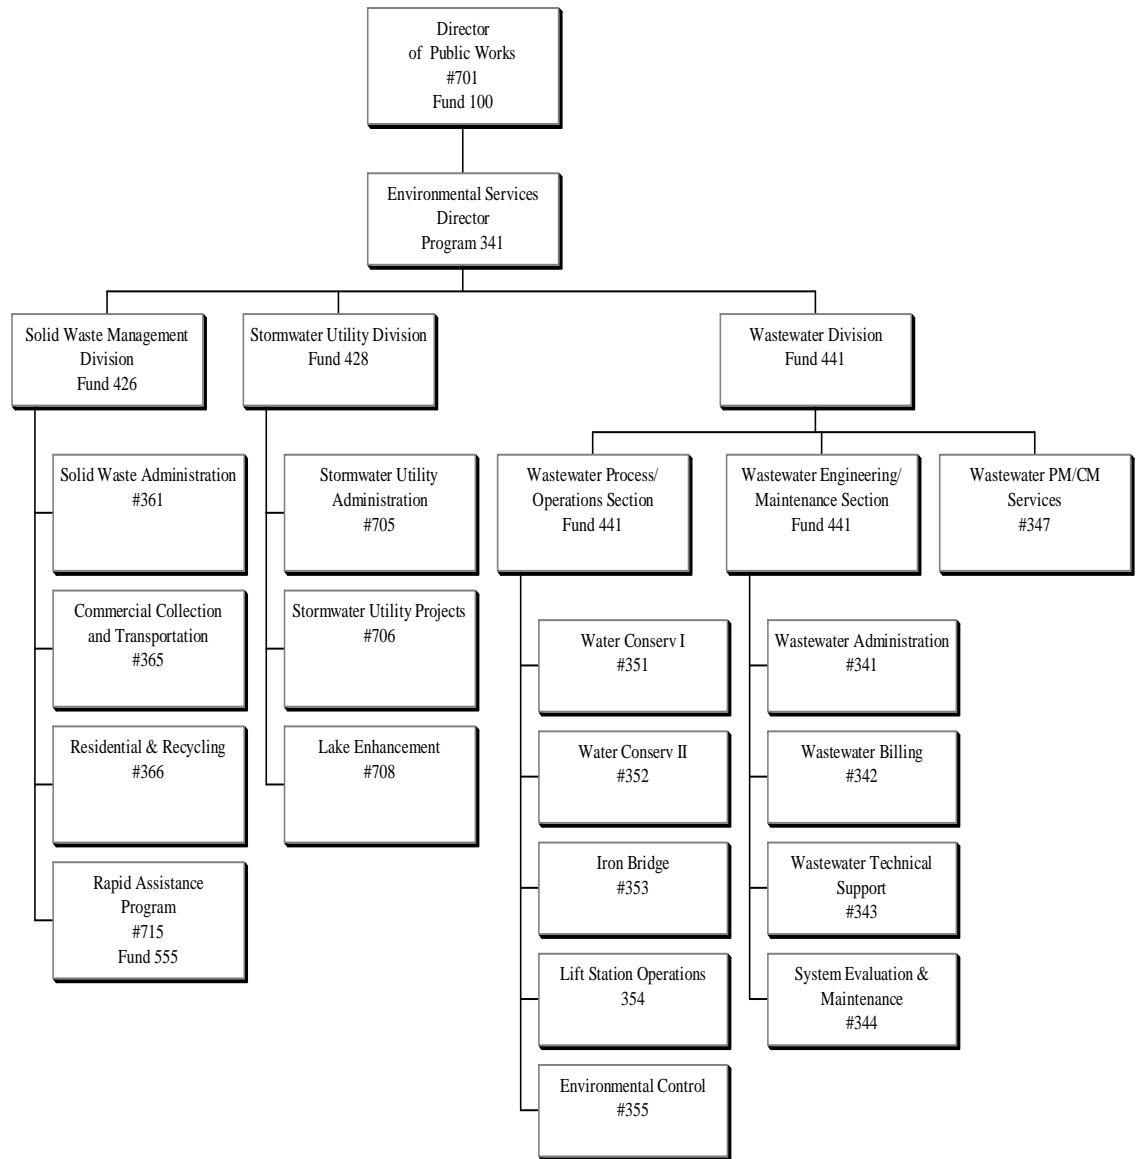 Director
of Public Works
#701
Fund 100
Environmental Services
Director
Program 341
Solid Waste Management
Division
Fund 426
Stormwater Utility Division
Fund 428
Wastewater Division
Fund 441
Solid Waste Administration
#361
Commercial Collection
and Transportation
#365
Residential & Recycling
#366
Rapid Assistance
Program
#715
Fund 555
Stormwater Utility
Administration
#705
Stormwater Utility Projects
#706
Lake Enhancement
#708
Wastewater Process/
Operations Section
Fund 441
Wastewater Engineering/
Maintenance Section
Fund 441
Wastewater PM/CM
Services
#347
Water Conserv I
#351
Water Conserv II
#352
Iron Bridge
#353
Lift Station Operations
354
Environmental Control
#355
Wastewater Administration
#341
Wastewater Billing
#342
Wastewater Technical
Support
#343
System Evaluation &
Maintenance
#344